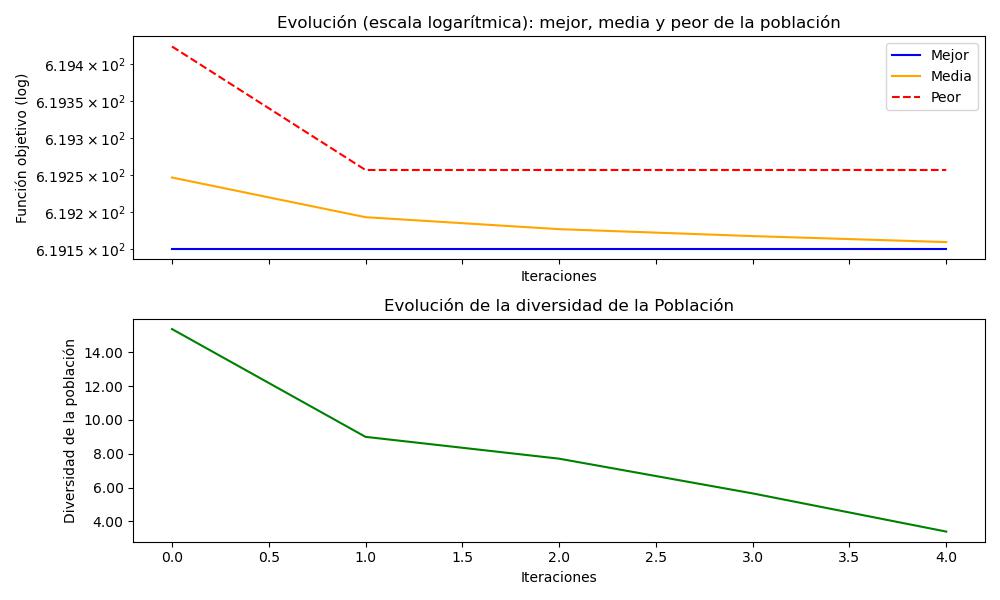 Evolución (escala logarítmica): mejor, media y peor de la población
Función objetivo (log)
6.194 × 10²
6.1935 × 10²
6.193 × 10²
6.1925 × 10²
6.192 × 10²
6.1915 × 10²
Mejor
Media
Peor
Iteraciones
Evolución de la diversidad de la Población
Diversidad de la población
14.00
12.00
10.00
8.00
6.00
4.00
0.0 0.5 1.0 1.5 2.0 2.5 3.0 3.5 4.0
Iteraciones